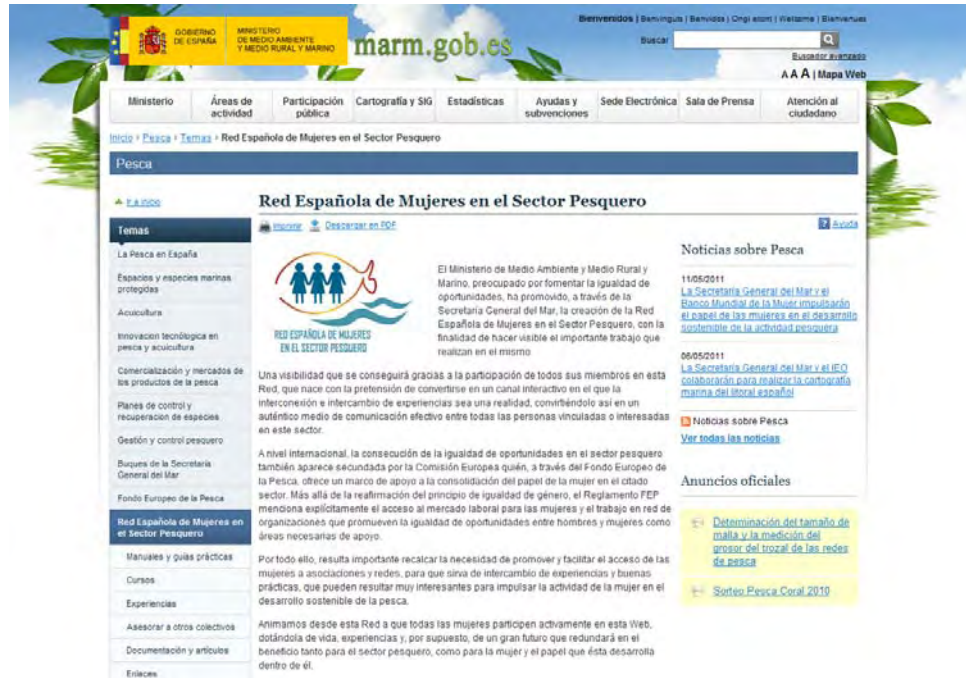 Bienvenidos | Benvinguts | Benvidos | Ongi etorri | Welcome | Bienvenues
GOBIERNO DE ESPAÑA
MINISTERIO DE MEDIO AMBIENTE Y MEDIO RURAL Y MARINO
marm.gob.es
Buscar
Buscador avanzado
A A A | Mapa Web
Ministerio
Áreas de actividad
Participación pública
Cartografía y SIG
Estadísticas
Ayudas y subvenciones
Sede Electrónica
Sala de Prensa
Atención al ciudadano
Inicio › Pesca › Temas › Red Española de Mujeres en el Sector Pesquero
Pesca
Ir a inicio
Temas
La Pesca en España
Espacios y especies marinas
protegidas
Acuicultura
Innovacion tecnólogica en
pesca y acuicultura
Comercialización y mercados de
los productos de la pesca
Planes de control y
recuperacion de especies
Gestión y control pesquero
Buques de la Secretaria
General del Mar
Fondo Europeo de la Pesca
Red Española de Mujeres en
el Sector Pesquero
Manuales y guías prácticas
Cursos
Experiencias
Asesorar a otros colectivos
Documentación y artículos
Enlaces
Red Española de Mujeres en el Sector Pesquero
Imprimir Descargar en PDF
Ayuda
RED ESPAÑOLA DE MUJERES
EN EL SECTOR PESQUERO
El Ministerio de Medio Ambiente y Medio Rural y
Marino, preocupado por fomentar la igualdad de
oportunidades, ha promovido, a través de la
Secretaría General del Mar, la creación de la Red
Española de Mujeres en el Sector Pesquero, con la
finalidad de hacer visible el importante trabajo que
realizan en el mismo
Una visibilidad que se conseguirá gracias a la participación de todos sus miembros en esta
Red, que nace con la pretensión de convertirse en un canal interactivo en el que la
interconexión e intercambio de experiencias sea una realidad, convirtiéndolo así en un
auténtico medio de comunicación efectivo entre todas las personas vinculadas o interesadas
en este sector.
A nivel internacional, la consecución de la igualdad de oportunidades en el sector pesquero
también aparece secundada por la Comisión Europea quién, a través del Fondo Europeo de
la Pesca, ofrece un marco de apoyo a la consolidación del papel de la mujer en el citado
sector. Más allá de la reafirmación del principio de igualdad de género, el Reglamento FEP
menciona explícitamente el acceso al mercado laboral para las mujeres y el trabajo en red de
organizaciones que promueven la igualdad de oportunidades entre hombres y mujeres como
áreas necesarias de apoyo.
Por todo ello, resulta importante recalcar la necesidad de promover y facilitar el acceso de las
mujeres a asociaciones y redes, para que sirva de intercambio de experiencias y buenas
prácticas, que pueden resultar muy interesantes para impulsar la actividad de la mujer en el
desarrollo sostenible de la pesca.
Animamos desde esta Red a que todas las mujeres participen activamente en esta Web,
dotándola de vida, experiencias y, por supuesto, de un gran futuro que redundará en el
beneficio tanto para el sector pesquero, como para la mujer y el papel que ésta desarrolla
dentro de él.
Noticias sobre Pesca
11/05/2011
La Secretaría General del Mar y el
Banco Mundial de la Mujer impulsarán
el papel de las mujeres en el desarrollo
sostenible de la actividad pesquera
06/05/2011
La Secretaría General del Mar y el IEO
colaborarán para realizar la cartografía
marina del litoral español
Noticias sobre Pesca
Ver todas las noticias
Anuncios oficiales
Determinación del tamaño de
malla y la
medición del
grosor del trozal de las redes
de pesca
Sorteo Pesca Coral 2010